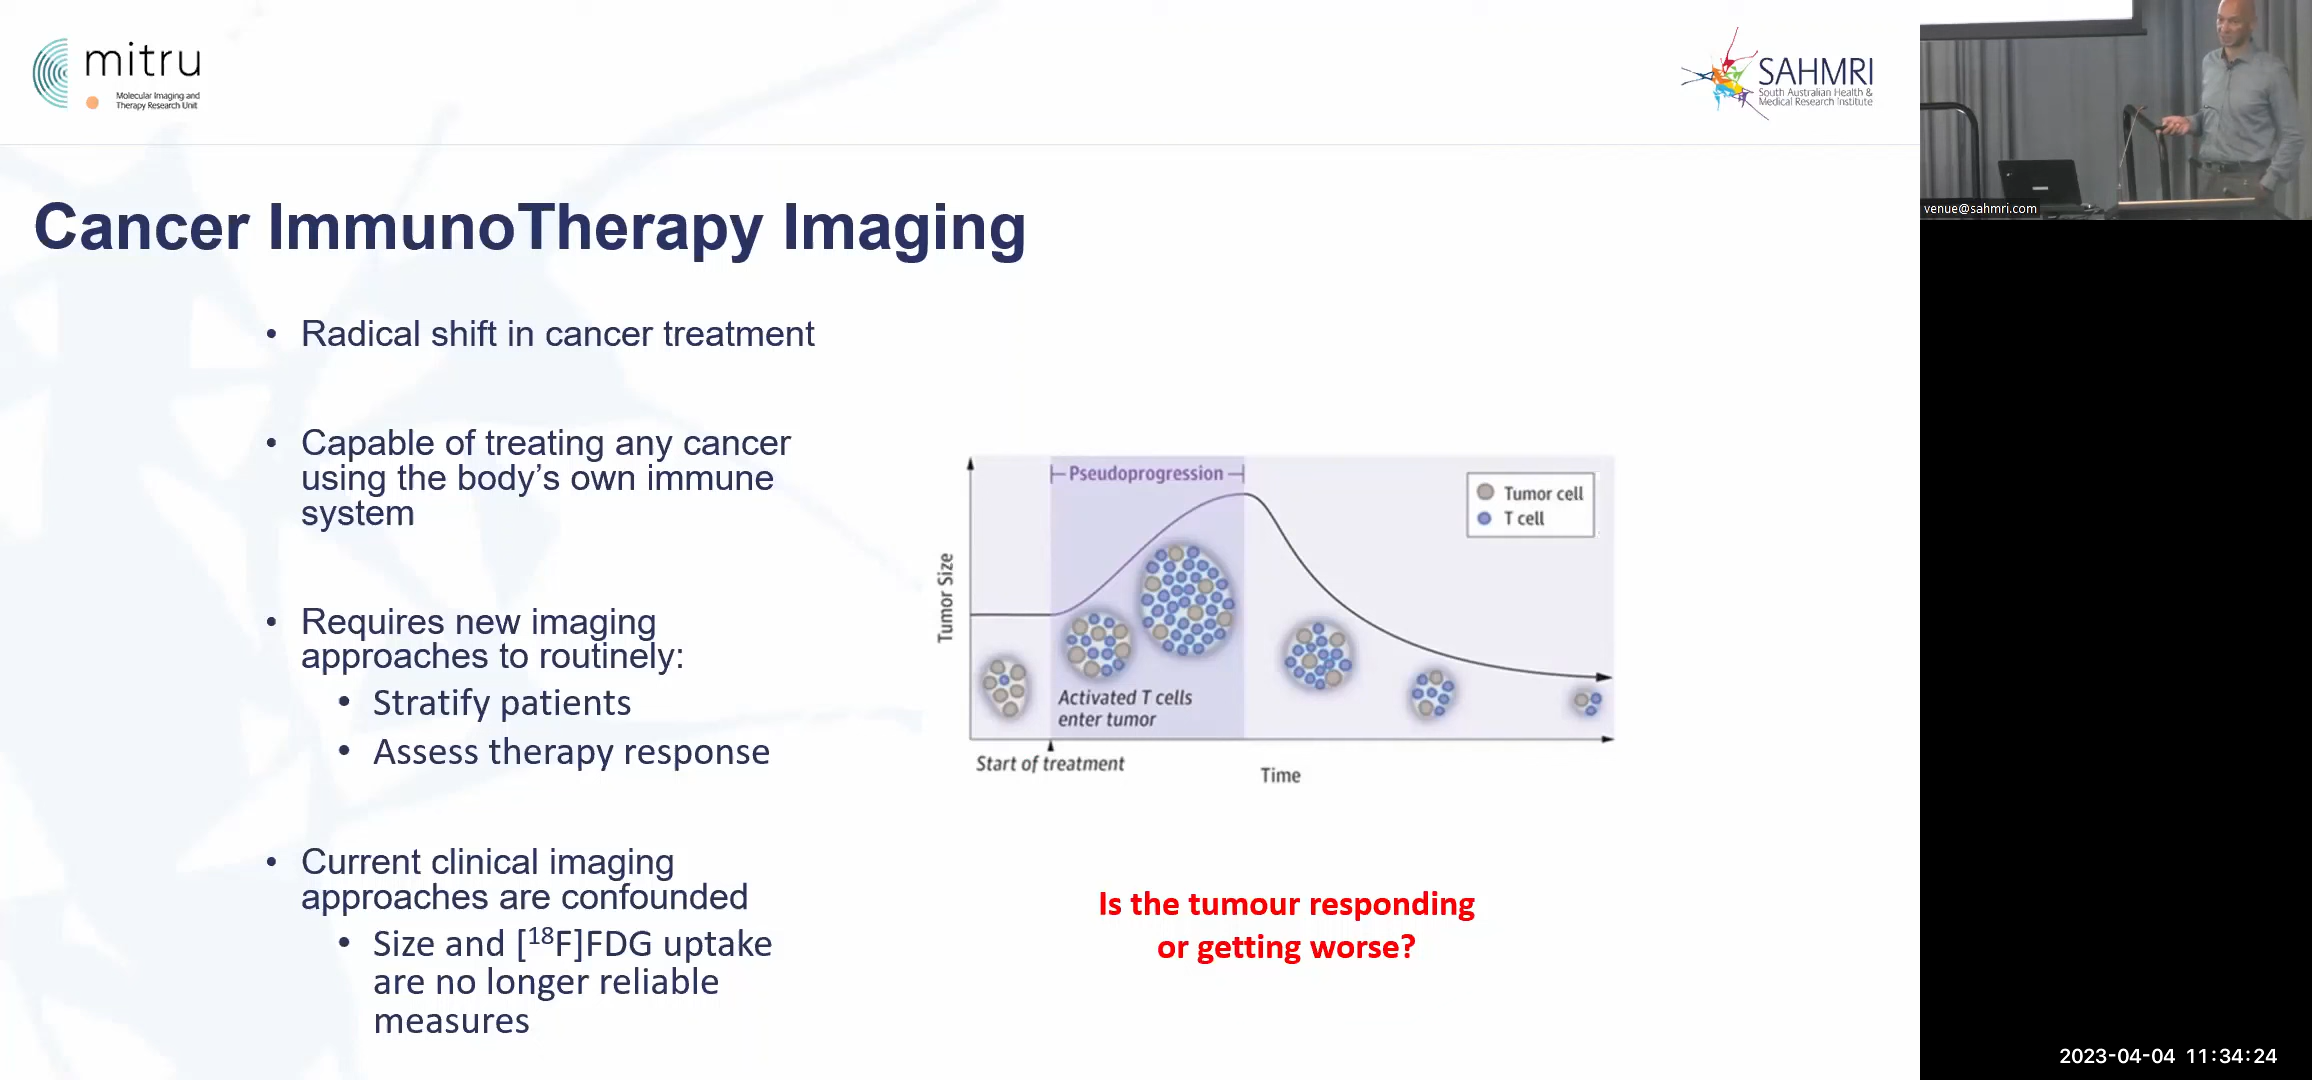 mitru
Molecular Imaging and
Therapy Research Unit
SAHMRI
South Australian Health &
Medical Research Institute
venue@sahmri.com
Cancer ImmunoTherapy Imaging
• Radical shift in cancer treatment
• Capable of treating any cancer
using the body’s own immune
system
• Requires new imaging
approaches to routinely:
• Stratify patients
• Assess therapy response
• Current clinical imaging
approaches are confounded
• Size and [¹⁸F]FDG uptake
are no longer reliable
measures
Pseudoprogression
Tumor cell
T cell
Tumor Size
Activated T cells
enter tumor
Start of treatment
Time
Is the tumour responding
or getting worse?
2023-04-04 11:34:24